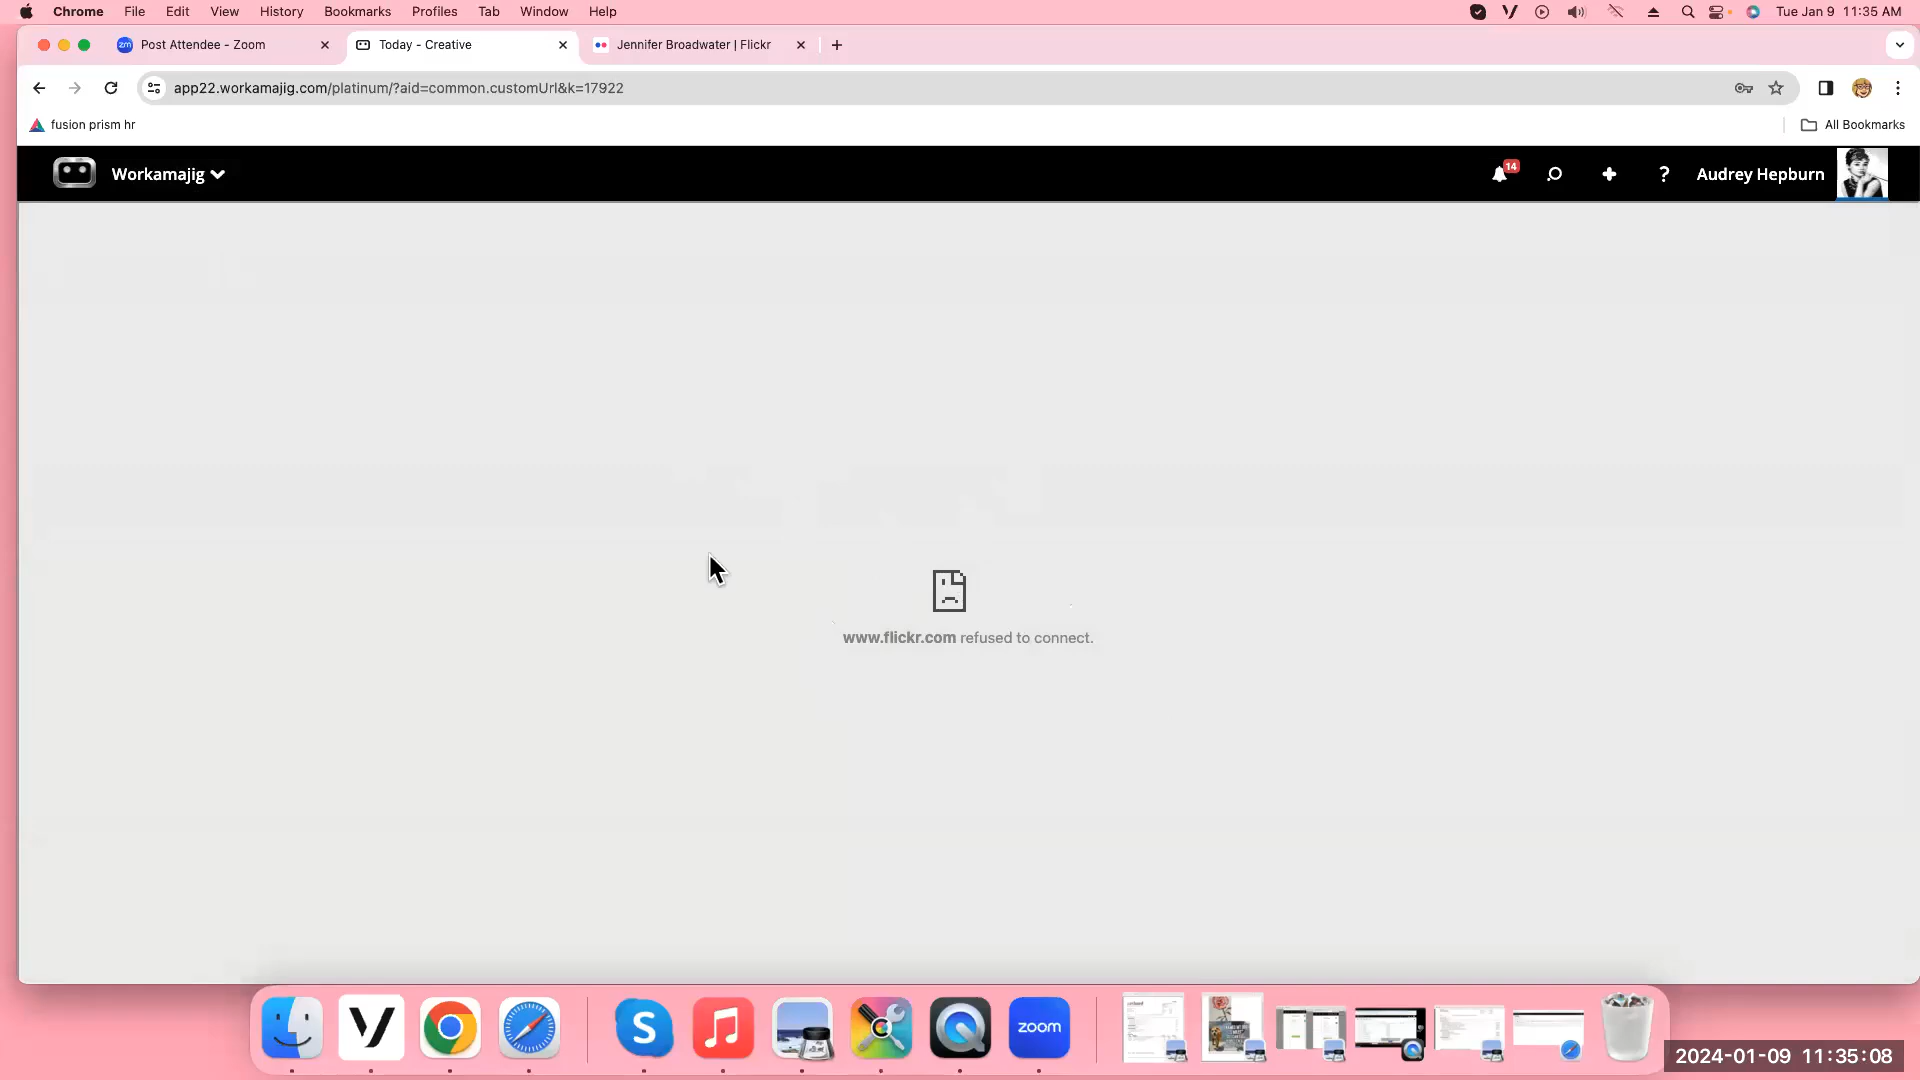 Chrome File Edit View History Bookmarks Profiles Tab Window Help Tue Jan 9 11:35 AM
zm Post Attendee - Zoom Today - Creative Jennifer Broadwater | Flickr
app22.workamajig.com/platinum/?aid=common.customUrl&k=17922
fusion prism hr All Bookmarks
Workamajig 14 ? Audrey Hepburn
www.flickr.com refused to connect.
zoom
2024-01-09 11:35:08